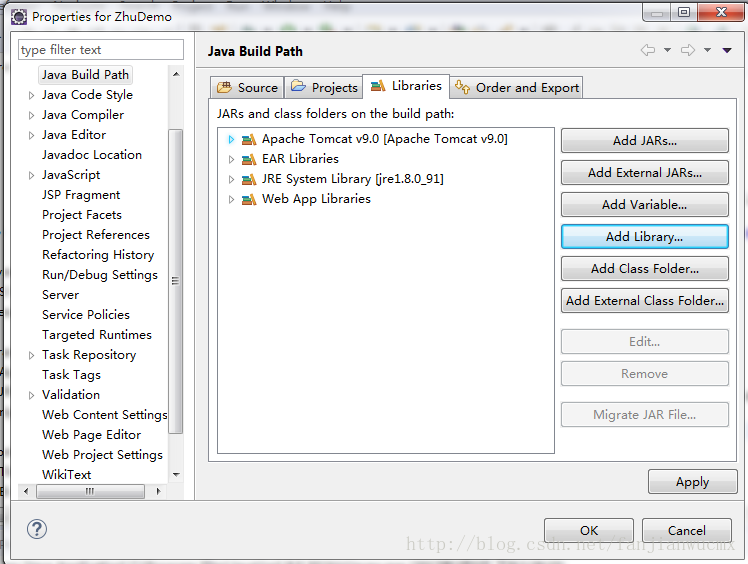 Properties for ZhuDemo
type filter text
Java Build Path
Java Code Style
Java Compiler
Java Editor
Javadoc Location
JavaScript
JSP Fragment
Project Facets
Project References
Refactoring History
Run/Debug Settings
Server
Service Policies
Targeted Runtimes
Task Repository
Task Tags
Validation
Web Content Settings
Web Page Editor
Web Project Settings
WikiText
Java Build Path
Source
Projects
Libraries
Order and Export
JARs and class folders on the build path:
Apache Tomcat v9.0 [Apache Tomcat v9.0]
EAR Libraries
JRE System Library [jre1.8.0_91]
Web App Libraries
Add JARs...
Add External JARs...
Add Variable...
Add Library...
Add Class Folder...
Add External Class Folder...
Edit...
Remove
Migrate JAR File...
Apply
OK
Cancel
http://blog.csdn.net/fanjianwucmx